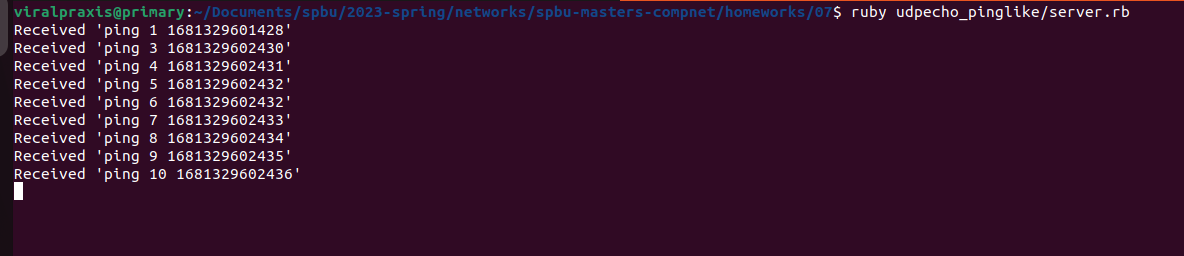 viralpraxis@primary:~/Documents/spbu/2023-spring/networks/spbu-masters-compnet/homeworks/07$ ruby udpecho_pinglike/server.rb
Received 'ping 1 1681329601428'
Received 'ping 3 1681329602430'
Received 'ping 4 1681329602431'
Received 'ping 5 1681329602432'
Received 'ping 6 1681329602432'
Received 'ping 7 1681329602433'
Received 'ping 8 1681329602434'
Received 'ping 9 1681329602435'
Received 'ping 10 1681329602436'